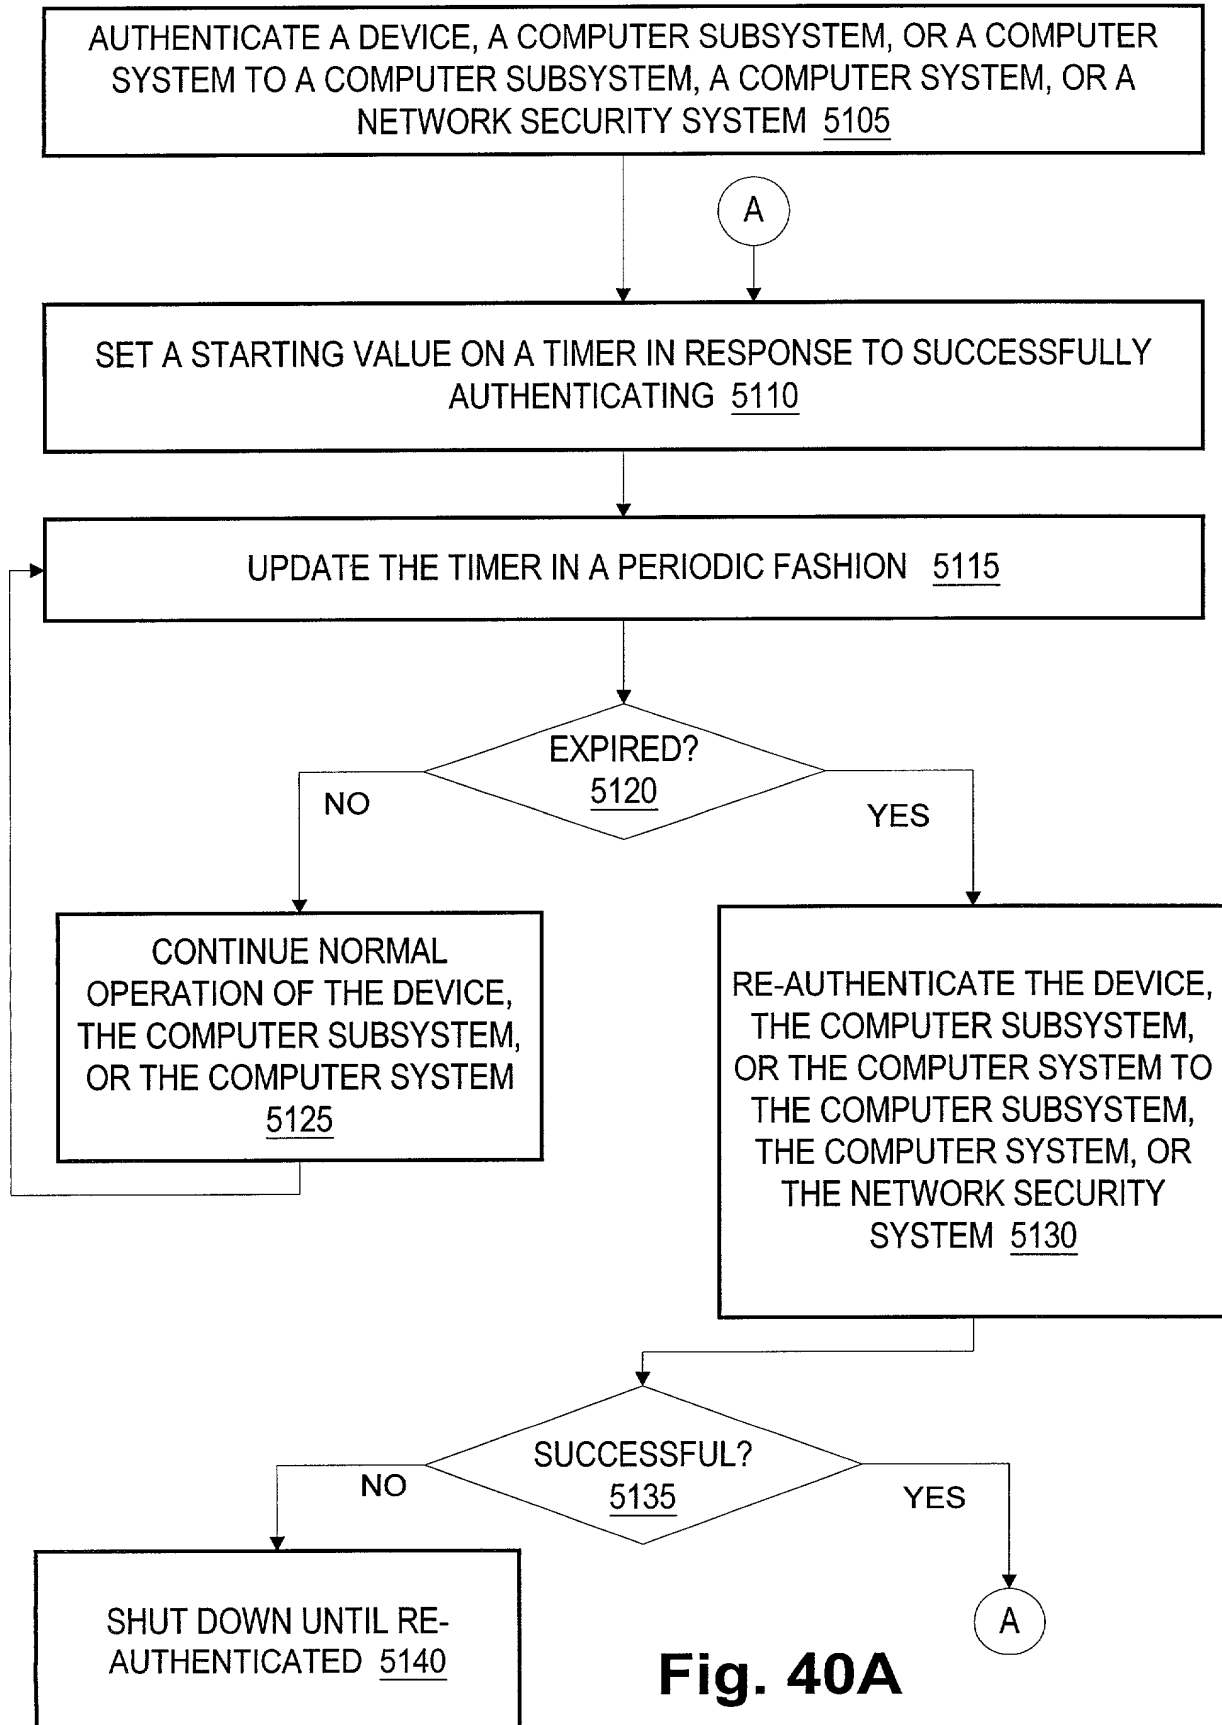 AUTHENTICATE A DEVICE, A COMPUTER SUBSYSTEM, OR A COMPUTER
SYSTEM TO A COMPUTER SUBSYSTEM, A COMPUTER SYSTEM, OR A
NETWORK SECURITY SYSTEM 5105
A
SET A STARTING VALUE ON A TIMER IN RESPONSE TO SUCCESSFULLY
AUTHENTICATING 5110
UPDATE THE TIMER IN A PERIODIC FASHION 5115
EXPIRED?
5120
NO
YES
CONTINUE NORMAL
OPERATION OF THE DEVICE,
THE COMPUTER SUBSYSTEM,
OR THE COMPUTER SYSTEM
5125
RE-AUTHENTICATE THE DEVICE,
THE COMPUTER SUBSYSTEM,
OR THE COMPUTER SYSTEM TO
THE COMPUTER SUBSYSTEM,
THE COMPUTER SYSTEM, OR
THE NETWORK SECURITY
SYSTEM 5130
SUCCESSFUL?
5135
NO
YES
SHUT DOWN UNTIL RE-
AUTHENTICATED 5140
A
Fig. 40A